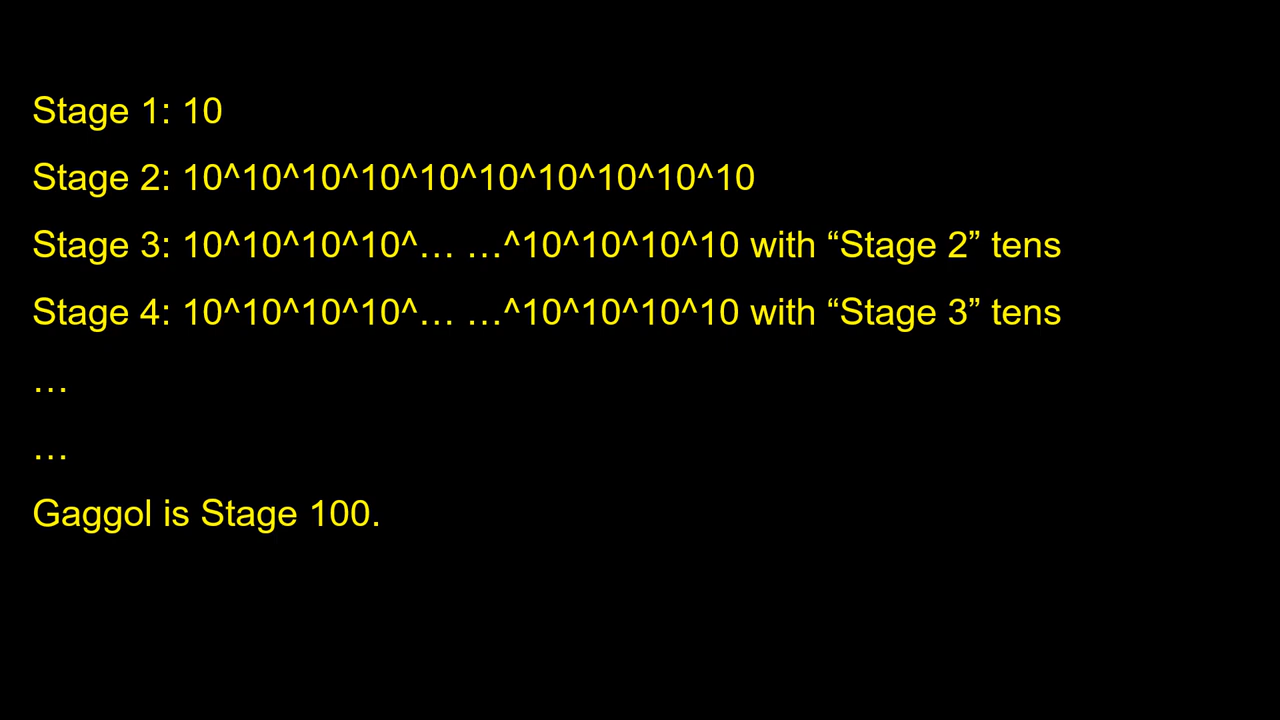 Stage 1: 10
Stage 2: 10^10^10^10^10^10^10^10^10^10
Stage 3: 10^10^10^10^… …^10^10^10^10 with “Stage 2” tens
Stage 4: 10^10^10^10^… …^10^10^10^10 with “Stage 3” tens
…
…
Gaggol is Stage 100.